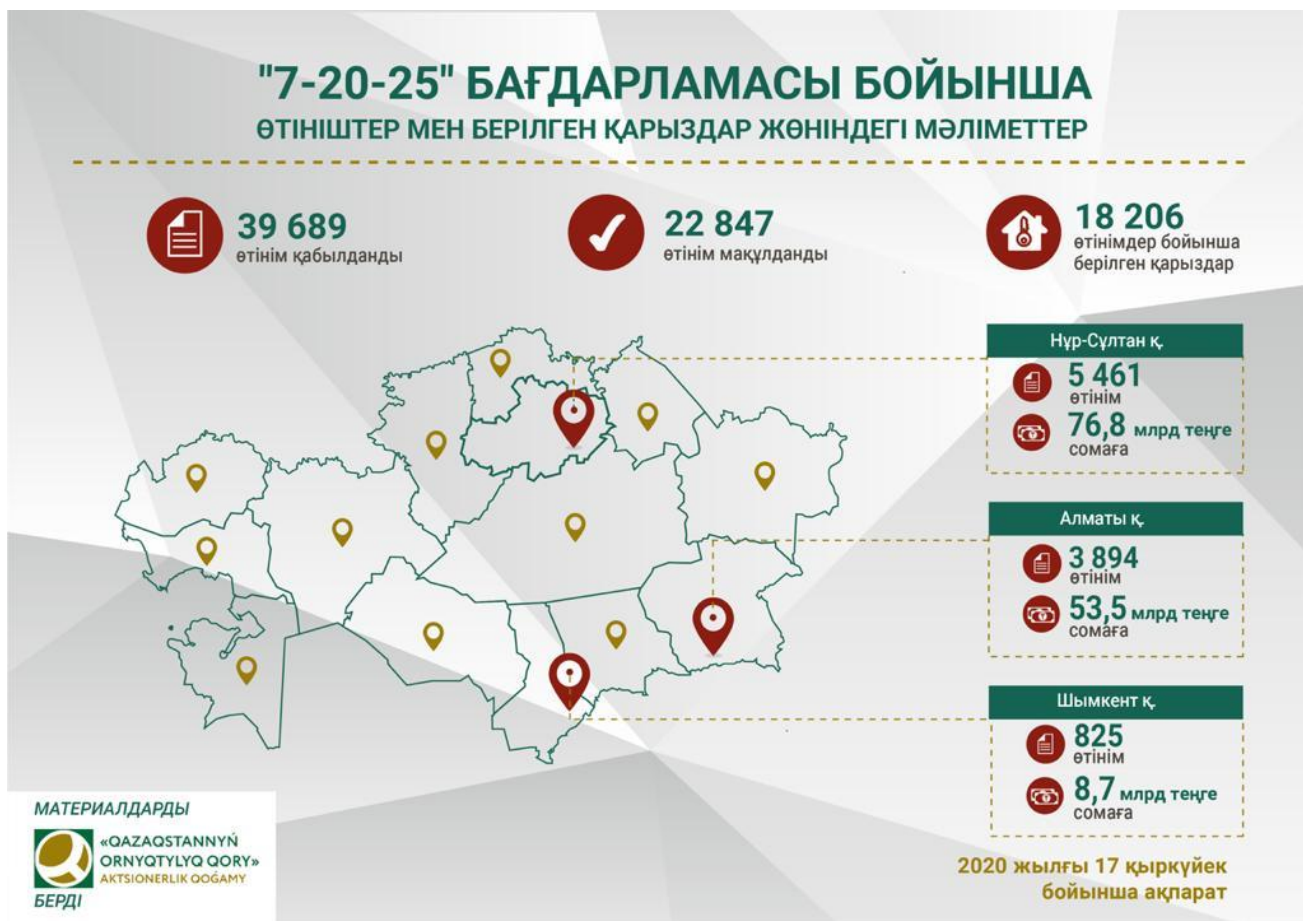 "7-20-25" БАҒДАРЛАМАСЫ БОЙЫНША
ӨТІНІШТЕР МЕН БЕРІЛГЕН ҚАРЫЗДАР ЖӨНІНДЕГІ МӘЛІМЕТТЕР
39 689
өтінім қабылданды
22 847
өтінім мақұлданды
18 206
өтінімдер бойынша
берілген қарыздар
Нұр-Сұлтан қ.
5 461
өтінім
76,8 млрд теңге
сомаға
Алматы қ.
3 894
өтінім
53,5 млрд теңге
сомаға
Шымкент қ.
825
өтінім
8,7 млрд теңге
сомаға
МАТЕРИАЛДАРДЫ
«QAZAQSTANNYŃ
ORNYQTYLYQ QORY»
AKTSIONERLIK QOǴAMY
БЕРДІ
2020 жылғы 17 қыркүйек
бойынша ақпарат